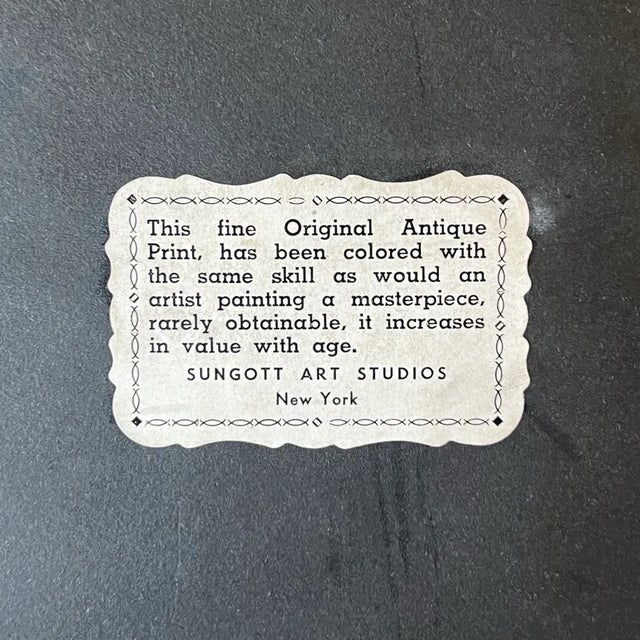 This fine Original Antique
Print, has been colored with
the same skill as would an
artist painting a masterpiece,
rarely obtainable, it increases
in value with age.
SUNGOTT ART STUDIOS
New York